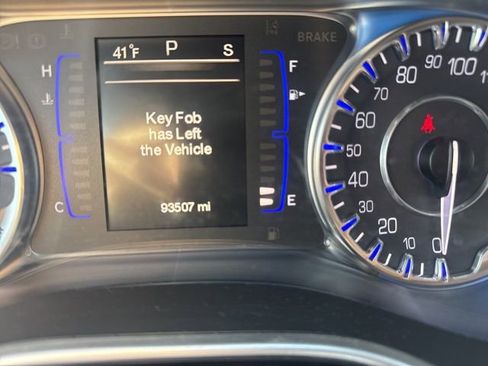 41°F P S
BRAKE
H
F
Key Fob
has Left
the Vehicle
C
93507 mi
E
0
10
20
30
50
60
70
80
90
100
110